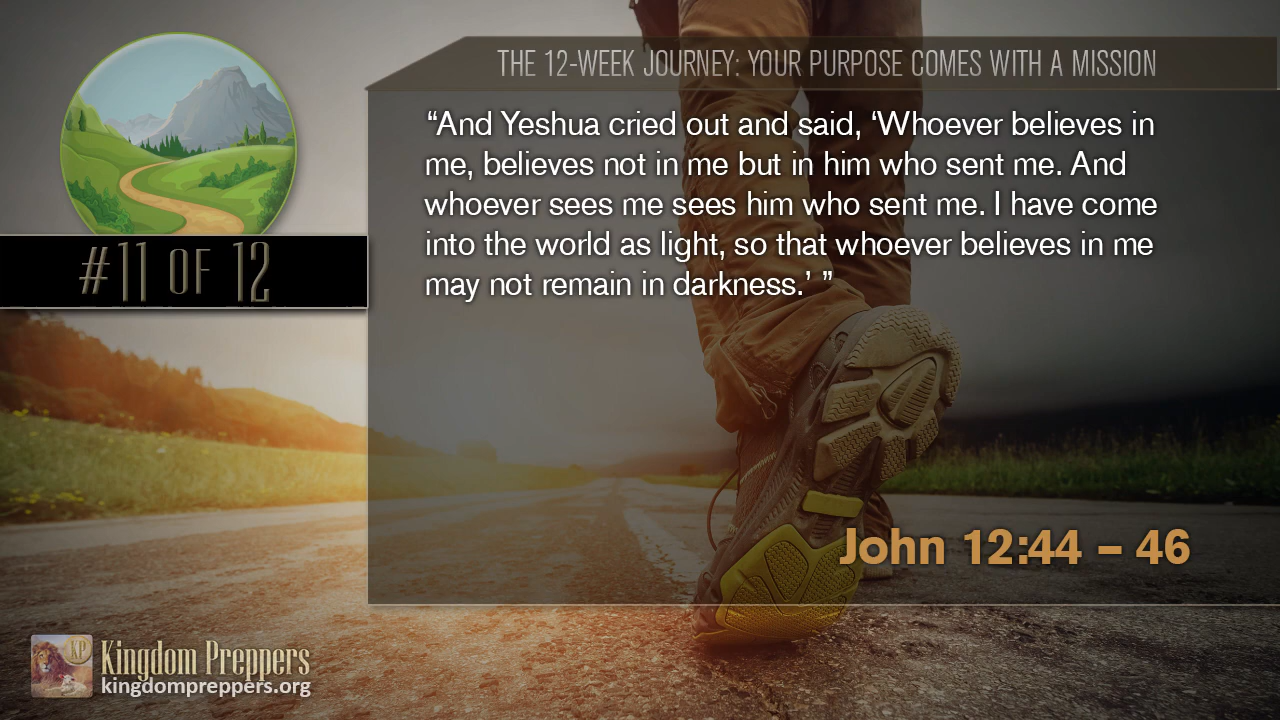 THE 12-WEEK JOURNEY: YOUR PURPOSE COMES WITH A MISSION
“And Yeshua cried out and said, ‘Whoever believes in
me, believes not in me but in him who sent me. And
whoever sees me sees him who sent me. I have come
into the world as light, so that whoever believes in me
may not remain in darkness.’ ”
#11 OF 12
John 12:44 – 46
KP
Kingdom Preppers
kingdompreppers.org